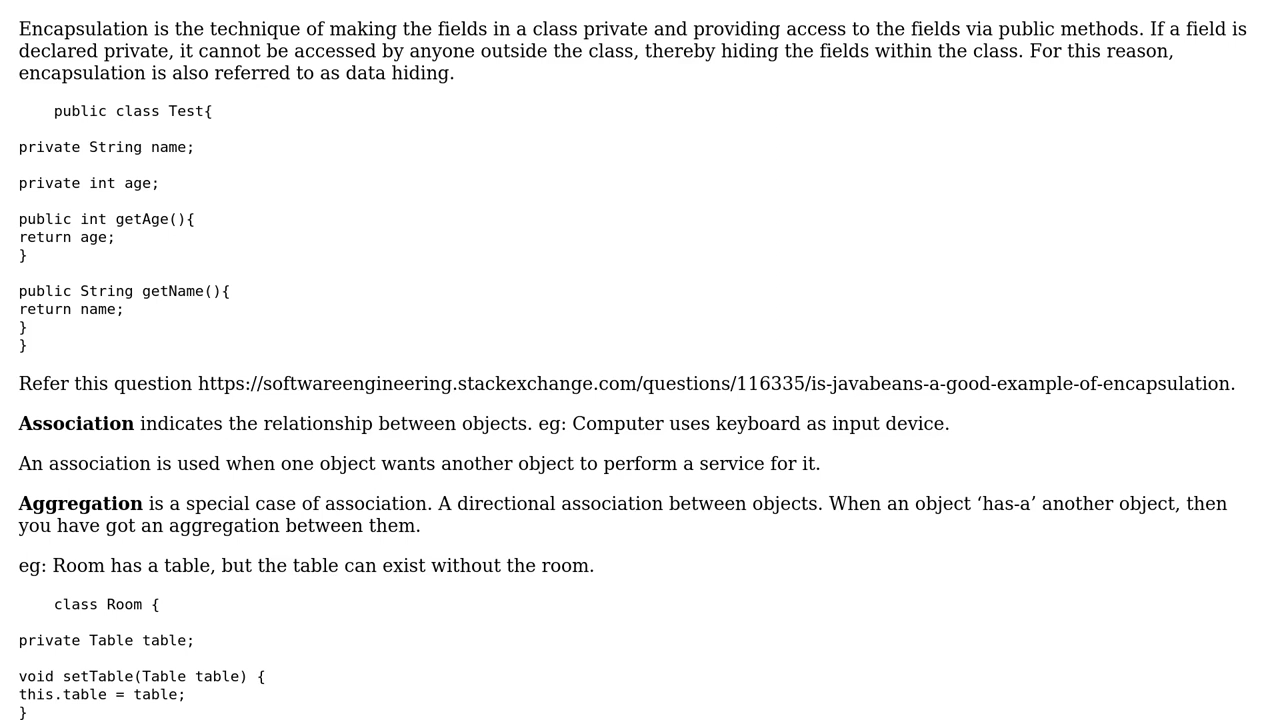 Encapsulation is the technique of making the fields in a class private and providing access to the fields via public methods. If a field is
declared private, it cannot be accessed by anyone outside the class, thereby hiding the fields within the class. For this reason,
encapsulation is also referred to as data hiding.
    public class Test{
private String name;
private int age;
public int getAge(){
return age;
}
public String getName(){
return name;
}
}
Refer this question https://softwareengineering.stackexchange.com/questions/116335/is-javabeans-a-good-example-of-encapsulation.
Association indicates the relationship between objects. eg: Computer uses keyboard as input device.
An association is used when one object wants another object to perform a service for it.
Aggregation is a special case of association. A directional association between objects. When an object ‘has-a’ another object, then
you have got an aggregation between them.
eg: Room has a table, but the table can exist without the room.
    class Room {
private Table table;
void setTable(Table table) {
this.table = table;
}